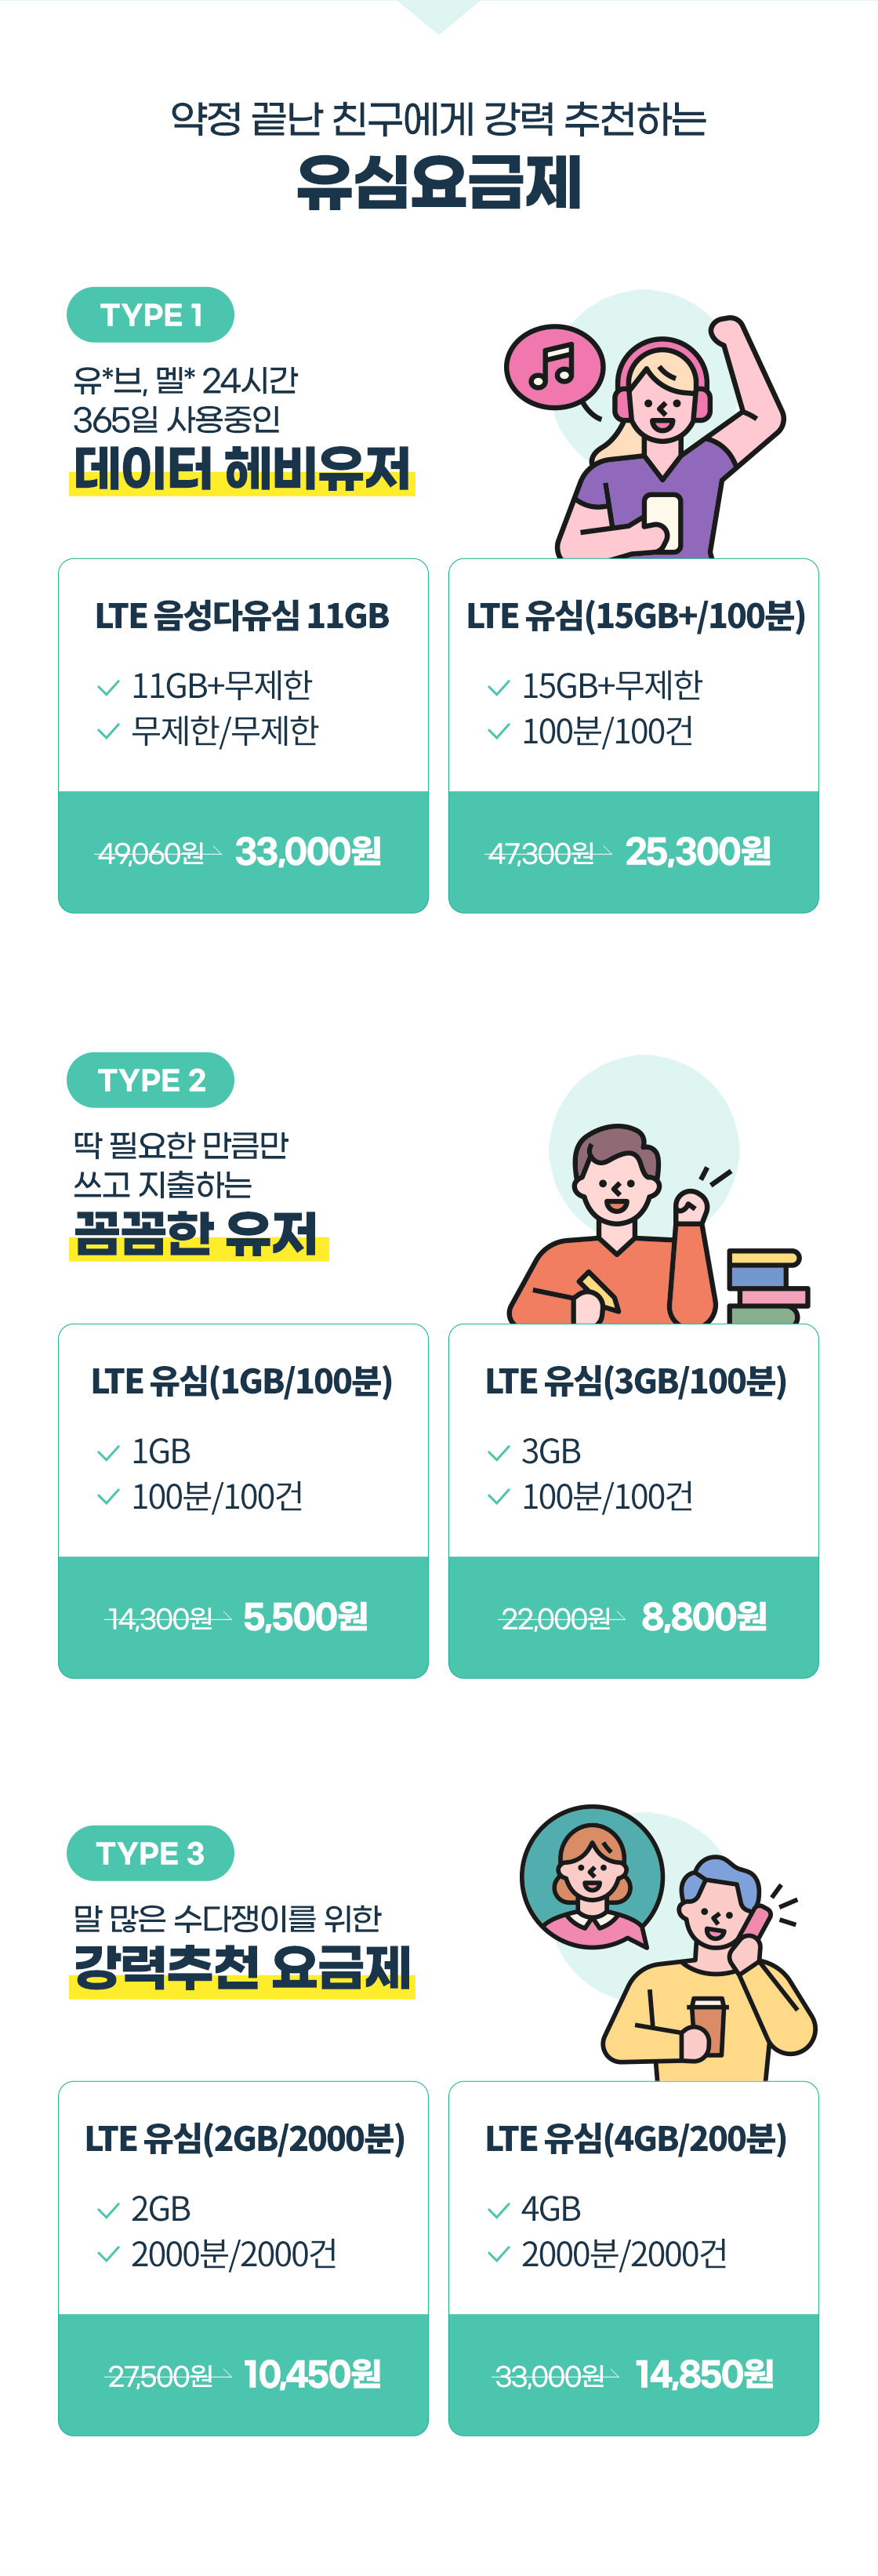 약정 끝난 친구에게 강력 추천하는
유심요금제
TYPE 1
유*브, 멜* 24시간
365일 사용중인
데이터 헤비유저
LTE 음성다유심 11GB
11GB+무제한
무제한/무제한
49,060원 33,000원
LTE 유심(15GB+/100분)
15GB+무제한
100분/100건
47,300원 25,300원
TYPE 2
딱 필요한 만큼만
쓰고 지출하는
꼼꼼한 유저
LTE 유심(1GB/100분)
1GB
100분/100건
14,300원 5,500원
LTE 유심(3GB/100분)
3GB
100분/100건
22,000원 8,800원
TYPE 3
말 많은 수다쟁이를 위한
강력추천 요금제
LTE 유심(2GB/2000분)
2GB
2000분/2000건
27,500원 10,450원
LTE 유심(4GB/200분)
4GB
2000분/2000건
33,000원 14,850원